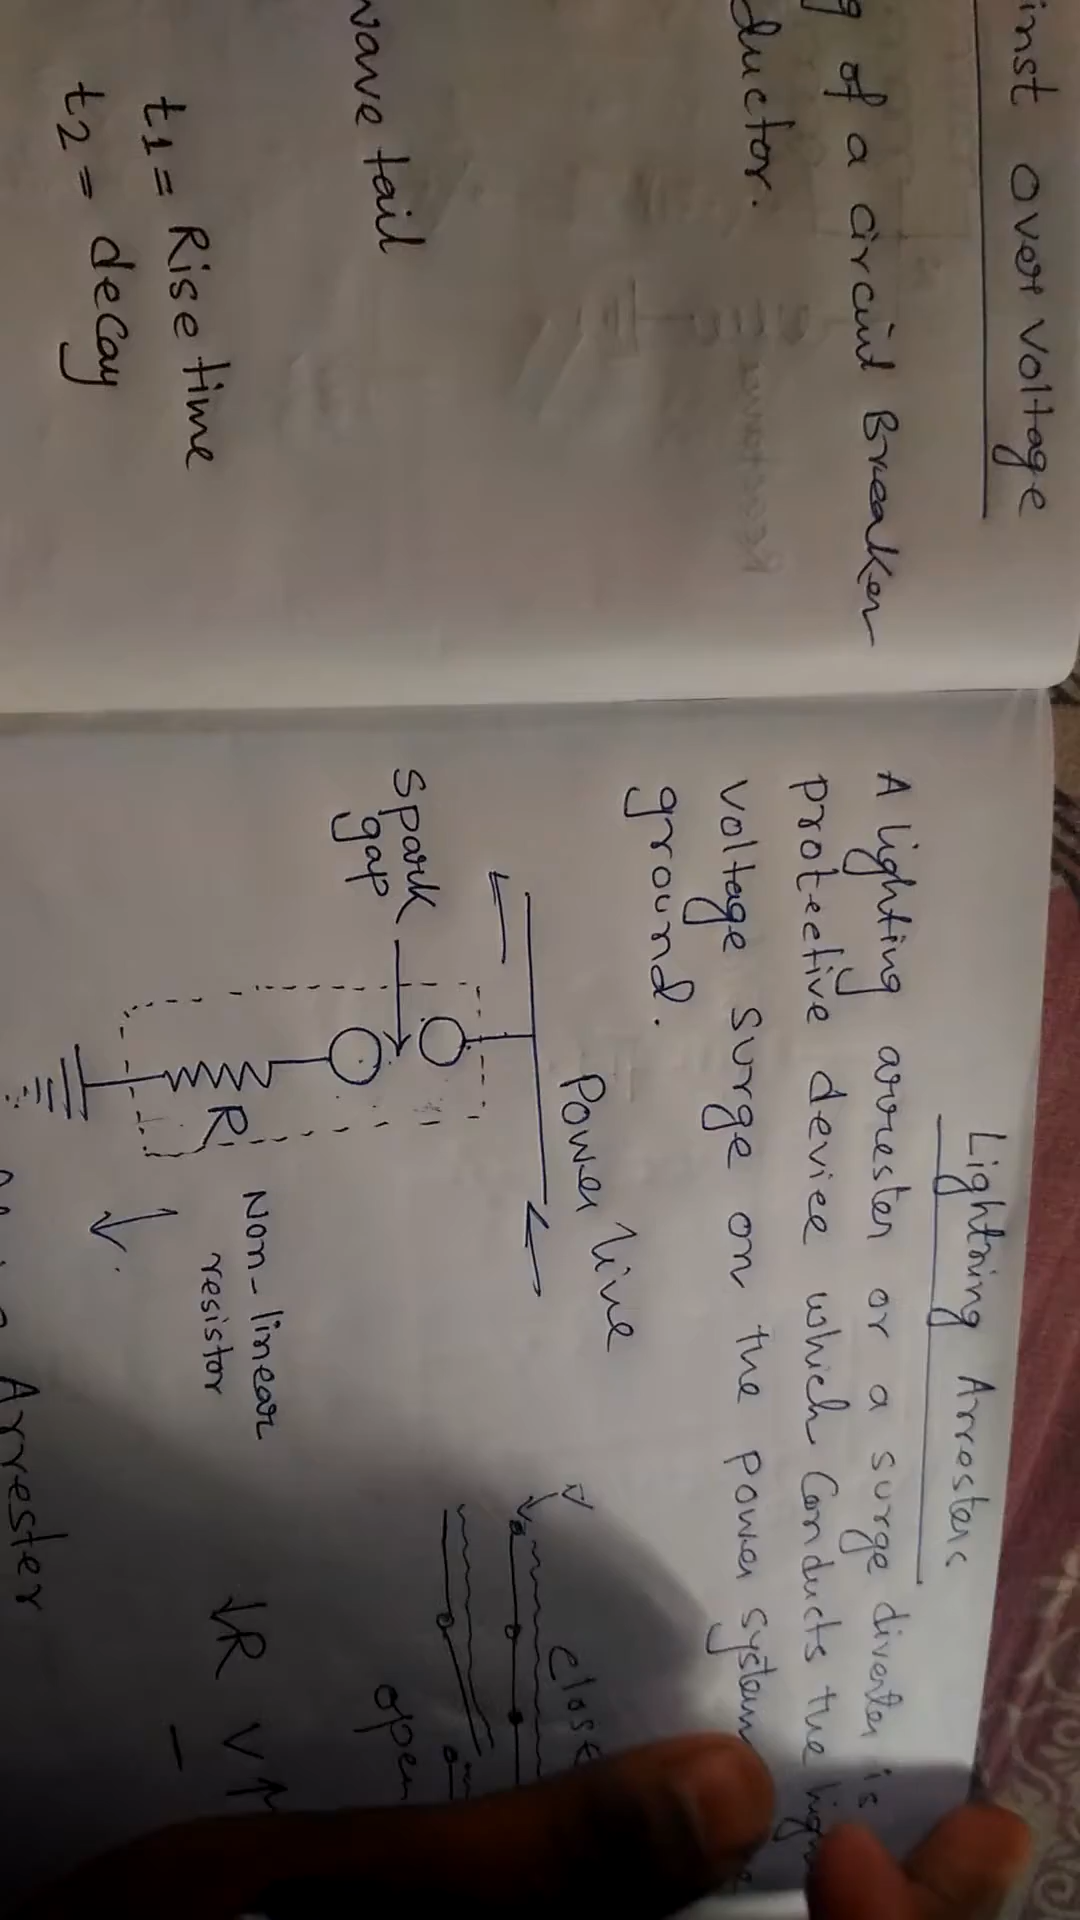 inst over voltage
g of a circuit Breaker
ductor.
wave tail
t1 = Rise time
t2 = decay
Lightning Arresters
A lighting arrester or a surge diverter is
protective device which Conducts the
voltage surge on the power system
ground.
Power line
Spark
gap
R
Non-linear
resistor
close
open
↓R V↑
Arrester